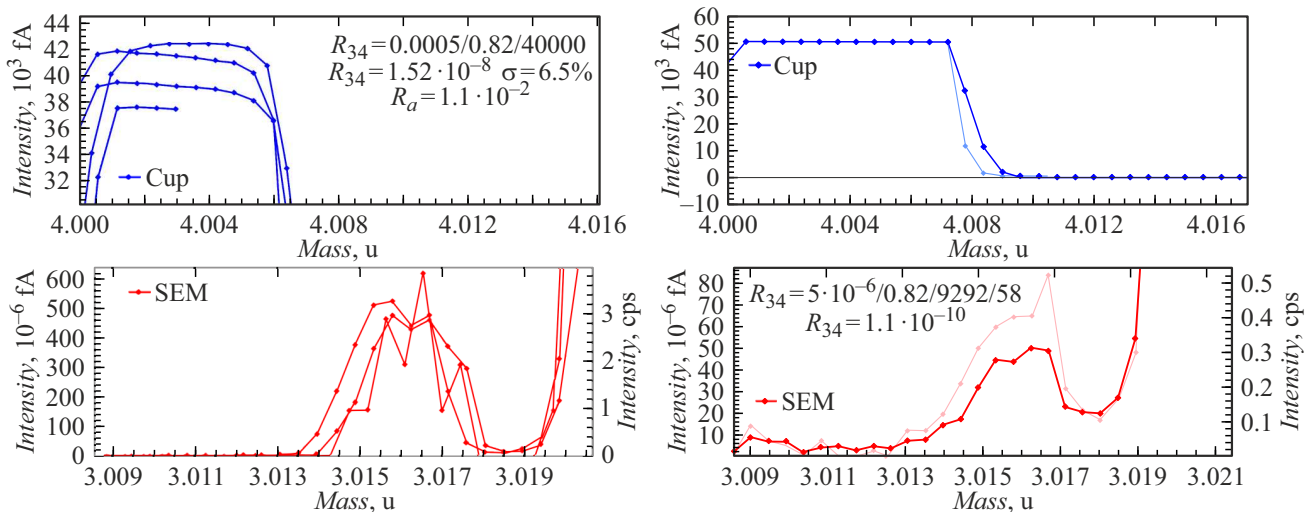 Intensity, 10³ fA
44
42
40
38
36
34
32
R₃₄ = 0.0005/0.82/40000
R₃₄ = 1.52 · 10⁻⁸ σ = 6.5%
Rₐ = 1.1 · 10⁻²
Cup
4.000 4.004 4.008 4.012 4.016
Mass, u
Intensity, 10³ fA
60
50
40
30
20
10
0
−10
Cup
4.000 4.004 4.008 4.012 4.016
Mass, u
Intensity, 10⁻⁶ fA
600
500
400
300
200
100
0
SEM
3
2
1
0
Intensity, cps
3.009 3.011 3.013 3.015 3.017 3.019
Mass, u
Intensity, 10⁻⁶ fA
80
70
60
50
40
30
20
10
R₃₄ = 5·10⁻⁶/0.82/9292/58
R₃₄ = 1.1 · 10⁻¹⁰
SEM
0.5
0.4
0.3
0.2
0.1
Intensity, cps
3.009 3.011 3.013 3.015 3.017 3.019 3.021
Mass, u